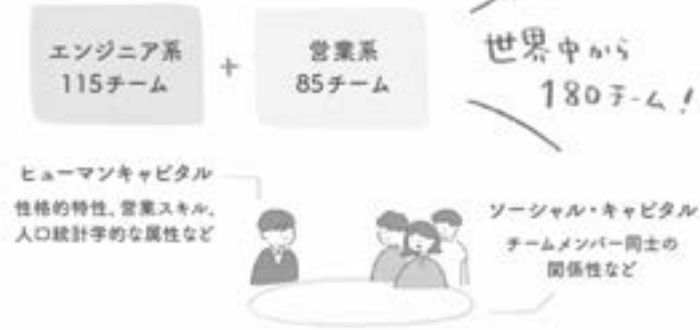 エンジニア系
115チーム
+
営業系
85チーム
世界中から
180チーム!
ヒューマンキャピタル
性格的特性、営業スキル、
人口統計学的な属性など
ソーシャル・キャピタル
チームメンバー同士の
関係性など